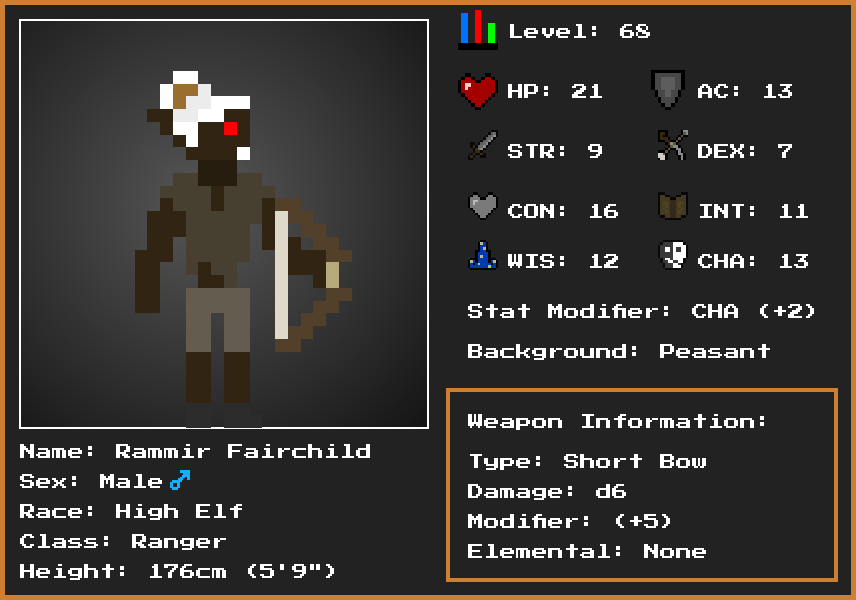 Level: 68
HP: 21
AC: 13
STR: 9
DEX: 7
CON: 16
INT: 11
WIS: 12
CHA: 13
Stat Modifier: CHA (+2)
Background: Peasant
Weapon Information:
Type: Short Bow
Damage: d6
Modifier: (+5)
Elemental: None
Name: Rammir Fairchild
Sex: Male ♂
Race: High Elf
Class: Ranger
Height: 176cm (5'9")